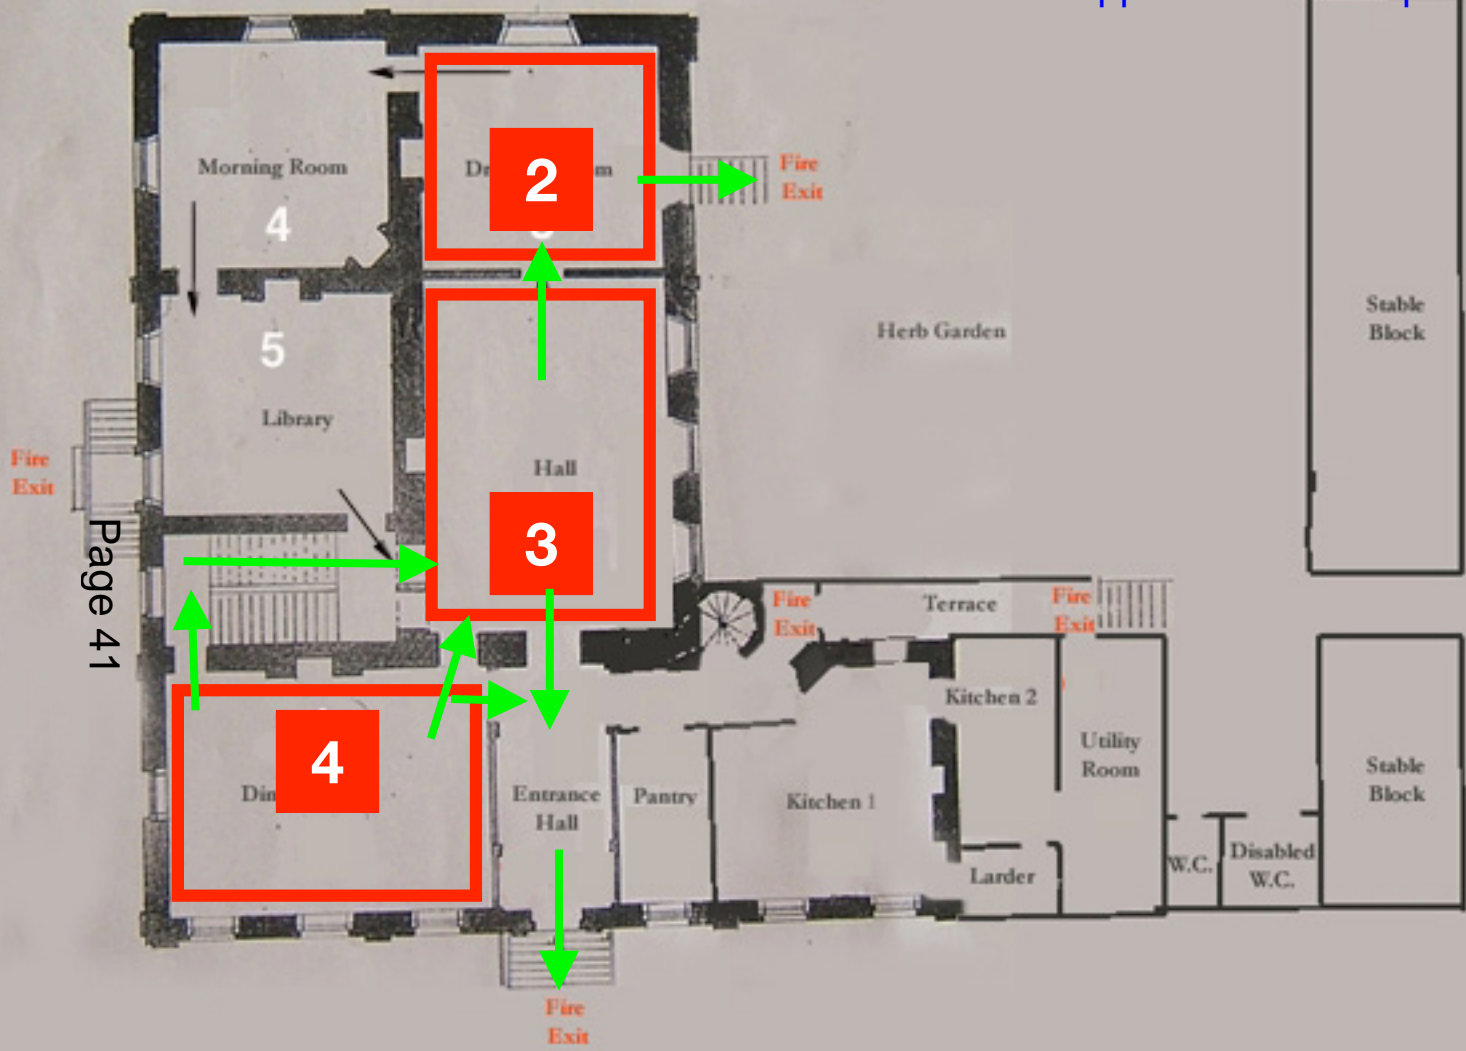 Morning Room
4
2
Fire
Exit
5
Library
Hall
3
Herb Garden
Stable
Block
Fire
Exit
Page 41
Fire
Exit
Terrace
Fire
Exit
4
Entrance
Hall
Pantry
Kitchen 1
Kitchen 2
Utility
Room
Larder
W.C.
Disabled
W.C.
Stable
Block
Fire
Exit